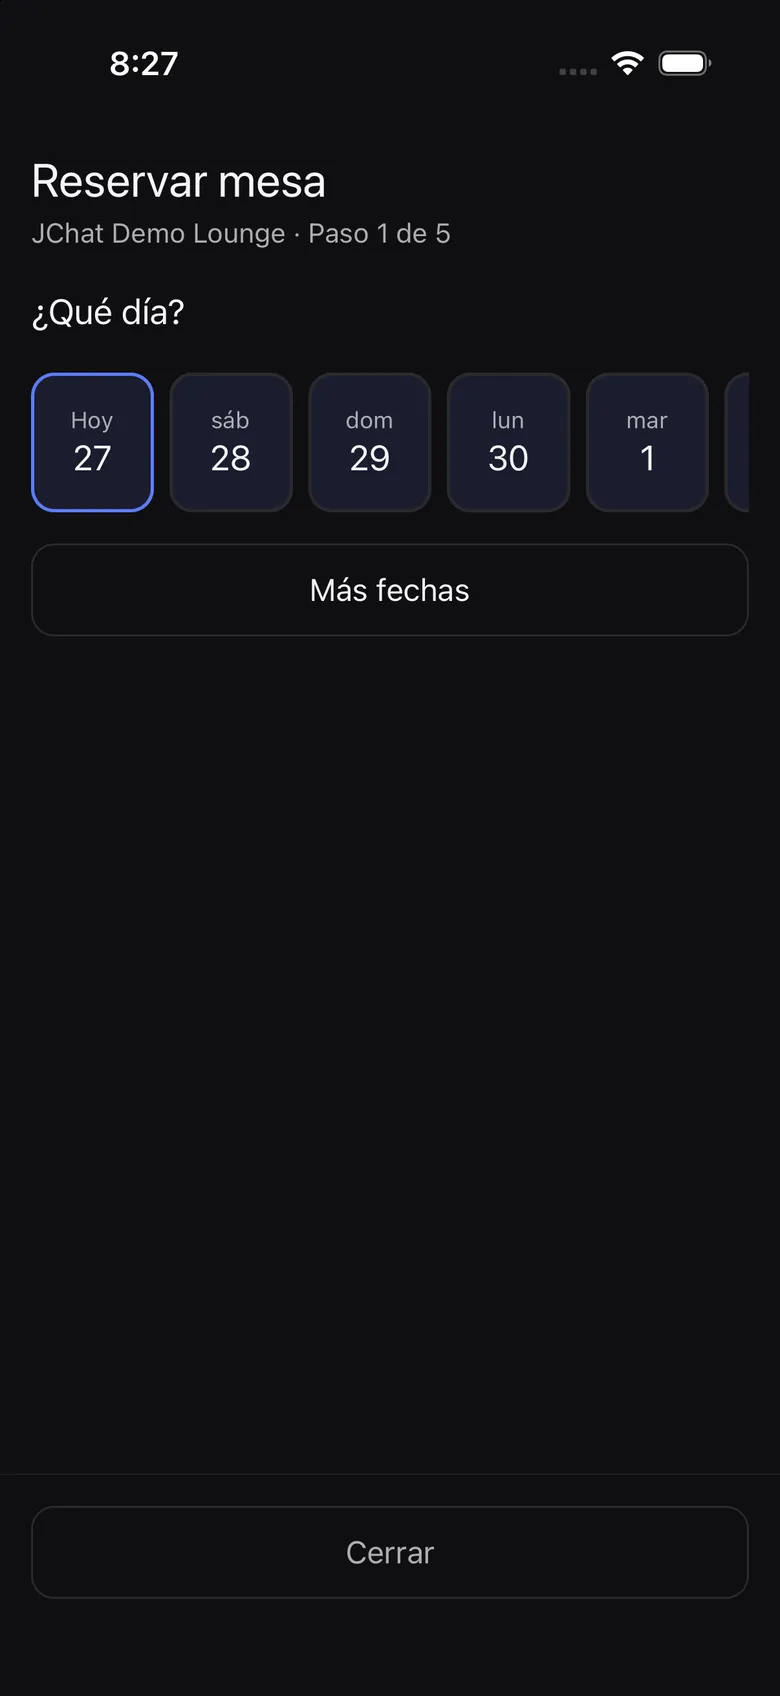 8:27
Reservar mesa
JChat Demo Lounge · Paso 1 de 5
¿Qué día?
Hoy sáb dom lun mar
27 28 29 30 1
Más fechas
Cerrar